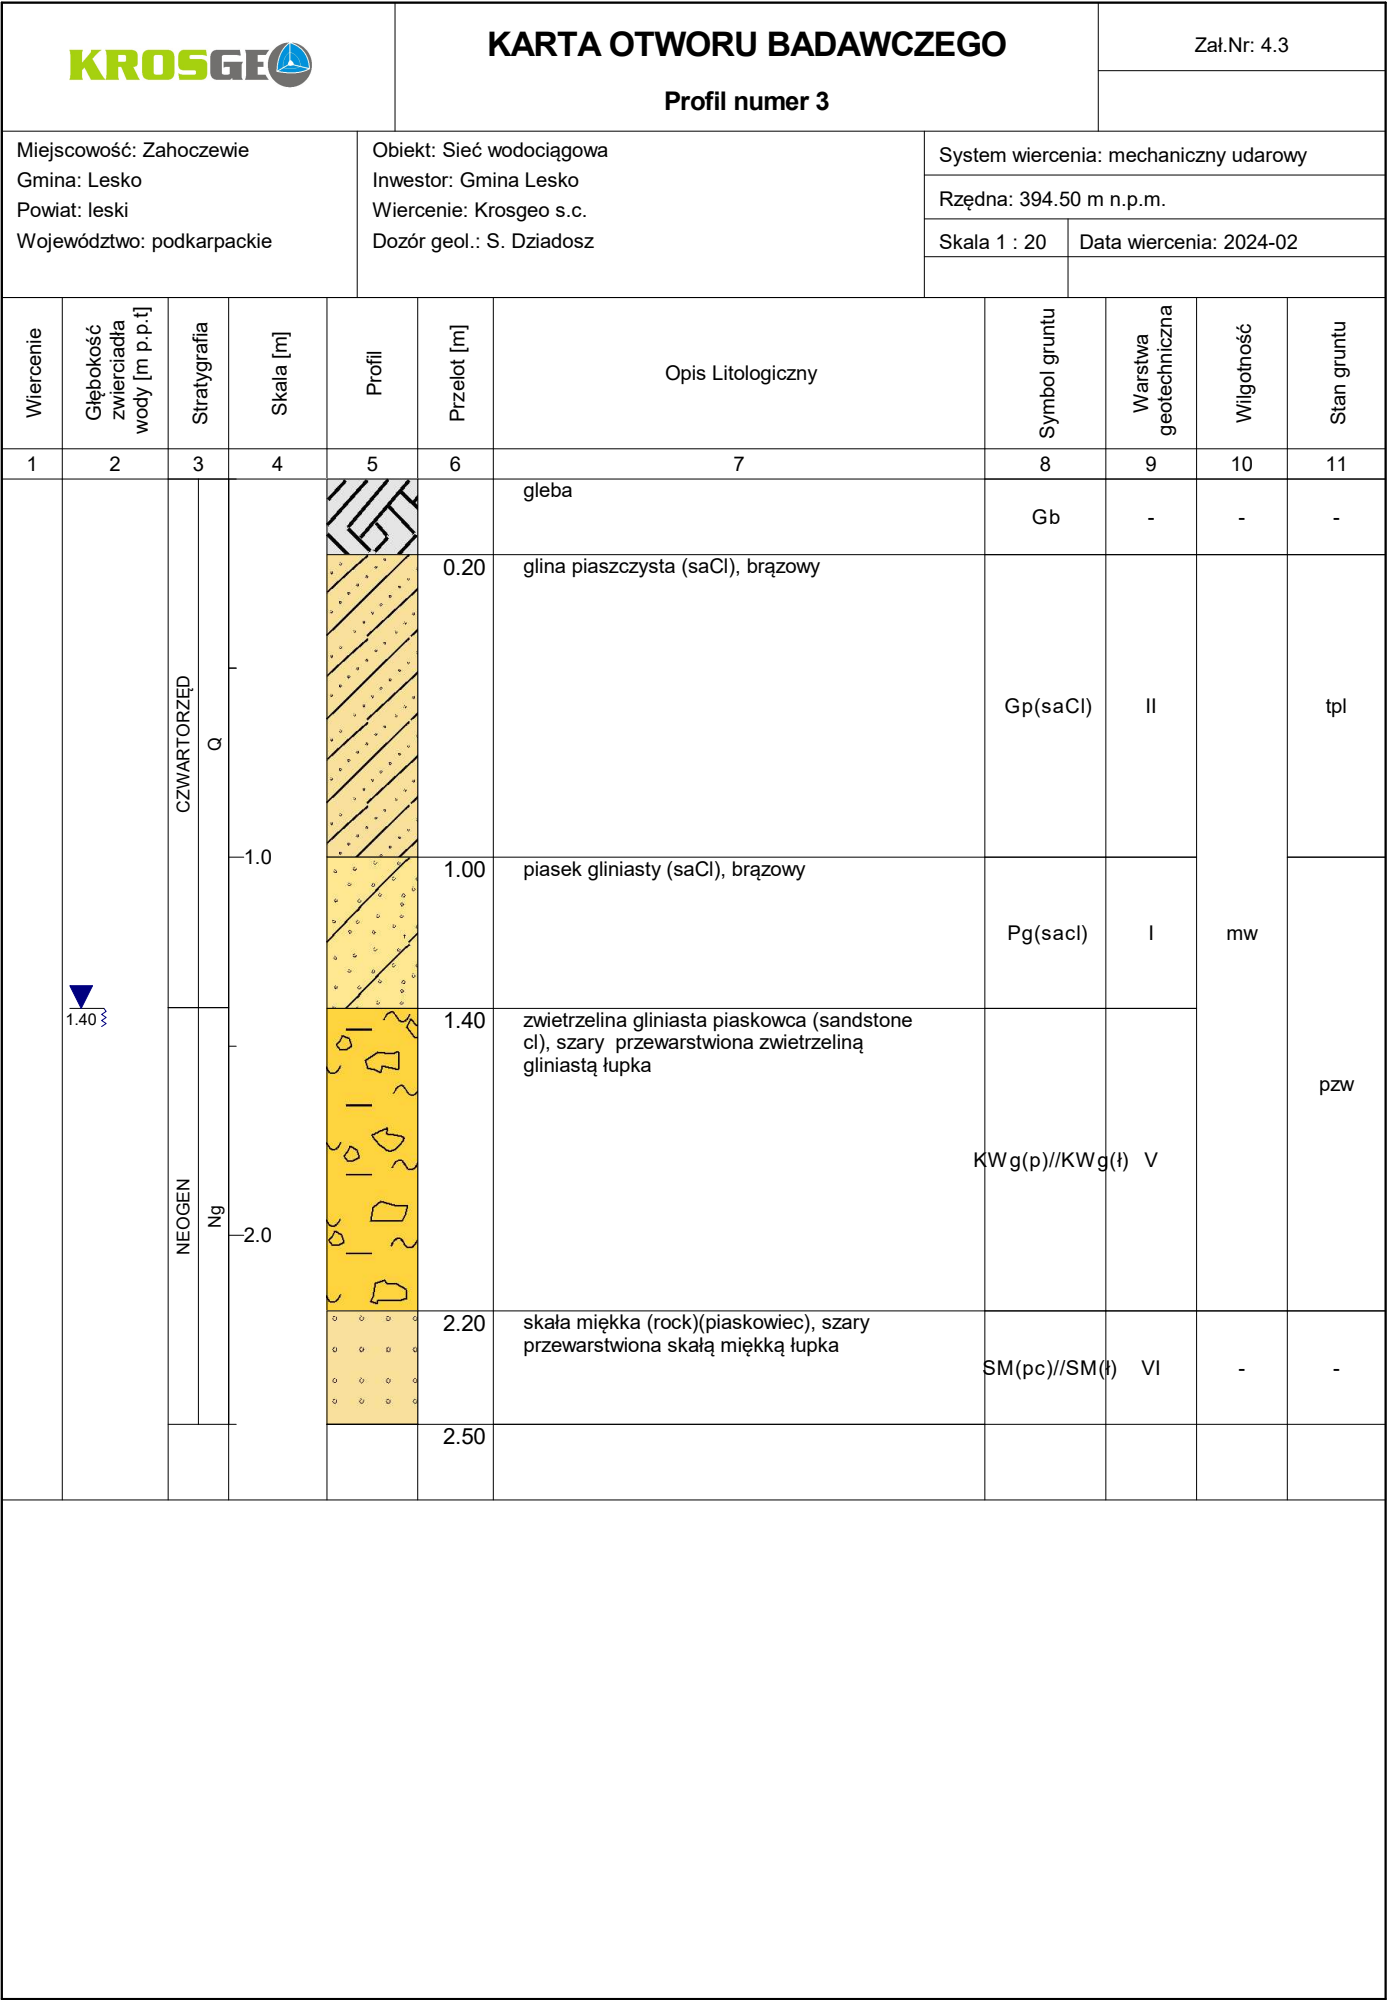 KROSGEO
KARTA OTWORU BADAWCZEGO
Profil numer 3
Zał.Nr: 4.3
Miejscowość: Zahoczewie
Gmina: Lesko
Powiat: leski
Województwo: podkarpackie
Obiekt: Sieć wodociągowa
Inwestor: Gmina Lesko
Wiercenie: Krosgeo s.c.
Dozór geol.: S. Dziadosz
System wiercenia: mechaniczny udarowy
Rzędna: 394.50 m n.p.m.
Skala 1 : 20
Data wiercenia: 2024-02
Wiercenie
Głębokość
zwierciadła
wody [m p.p.t]
Stratygrafia
Skala [m]
Profil
Przelot [m]
Opis Litologiczny
Symbol gruntu
Warstwa
geotechniczna
Wilgotność
Stan gruntu
1 2 3 4 5 6 7 8 9 10 11
gleba
Gb - - -
0.20 glina piaszczysta (saCl), brązowy
CZWARTORZĘD
Q
Gp(saCl) II tpl
1.0
1.00 piasek gliniasty (saCl), brązowy
Pg(sacl) I mw
1.40
1.40 zwietrzelina gliniasta piaskowca (sandstone
cl), szary przewarstwiona zwietrzeliną
gliniastą łupka
pzw
KWg(p)//KWg(ł) V
NEOGEN
Ng
2.0
2.20 skała miękka (rock)(piaskowiec), szary
przewarstwiona skałą miękką łupka
SM(pc)//SM(ł) VI - -
2.50